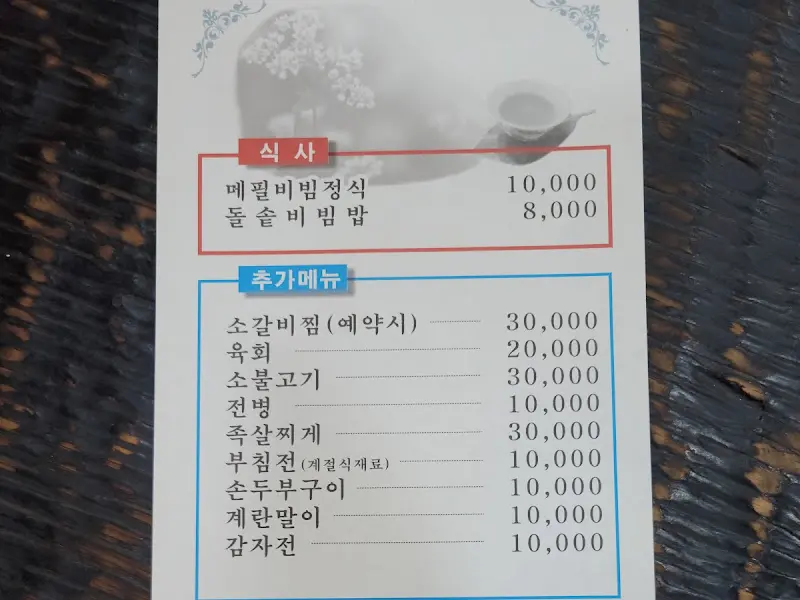 식 사
메필비빔정식 10,000
돌솥비빔밥 8,000
추가메뉴
소갈비찜(예약시) 30,000
육회 20,000
소불고기 30,000
전병 10,000
족살찌게 30,000
부침전(계절식재료) 10,000
손두부구이 10,000
계란말이 10,000
감자전 10,000